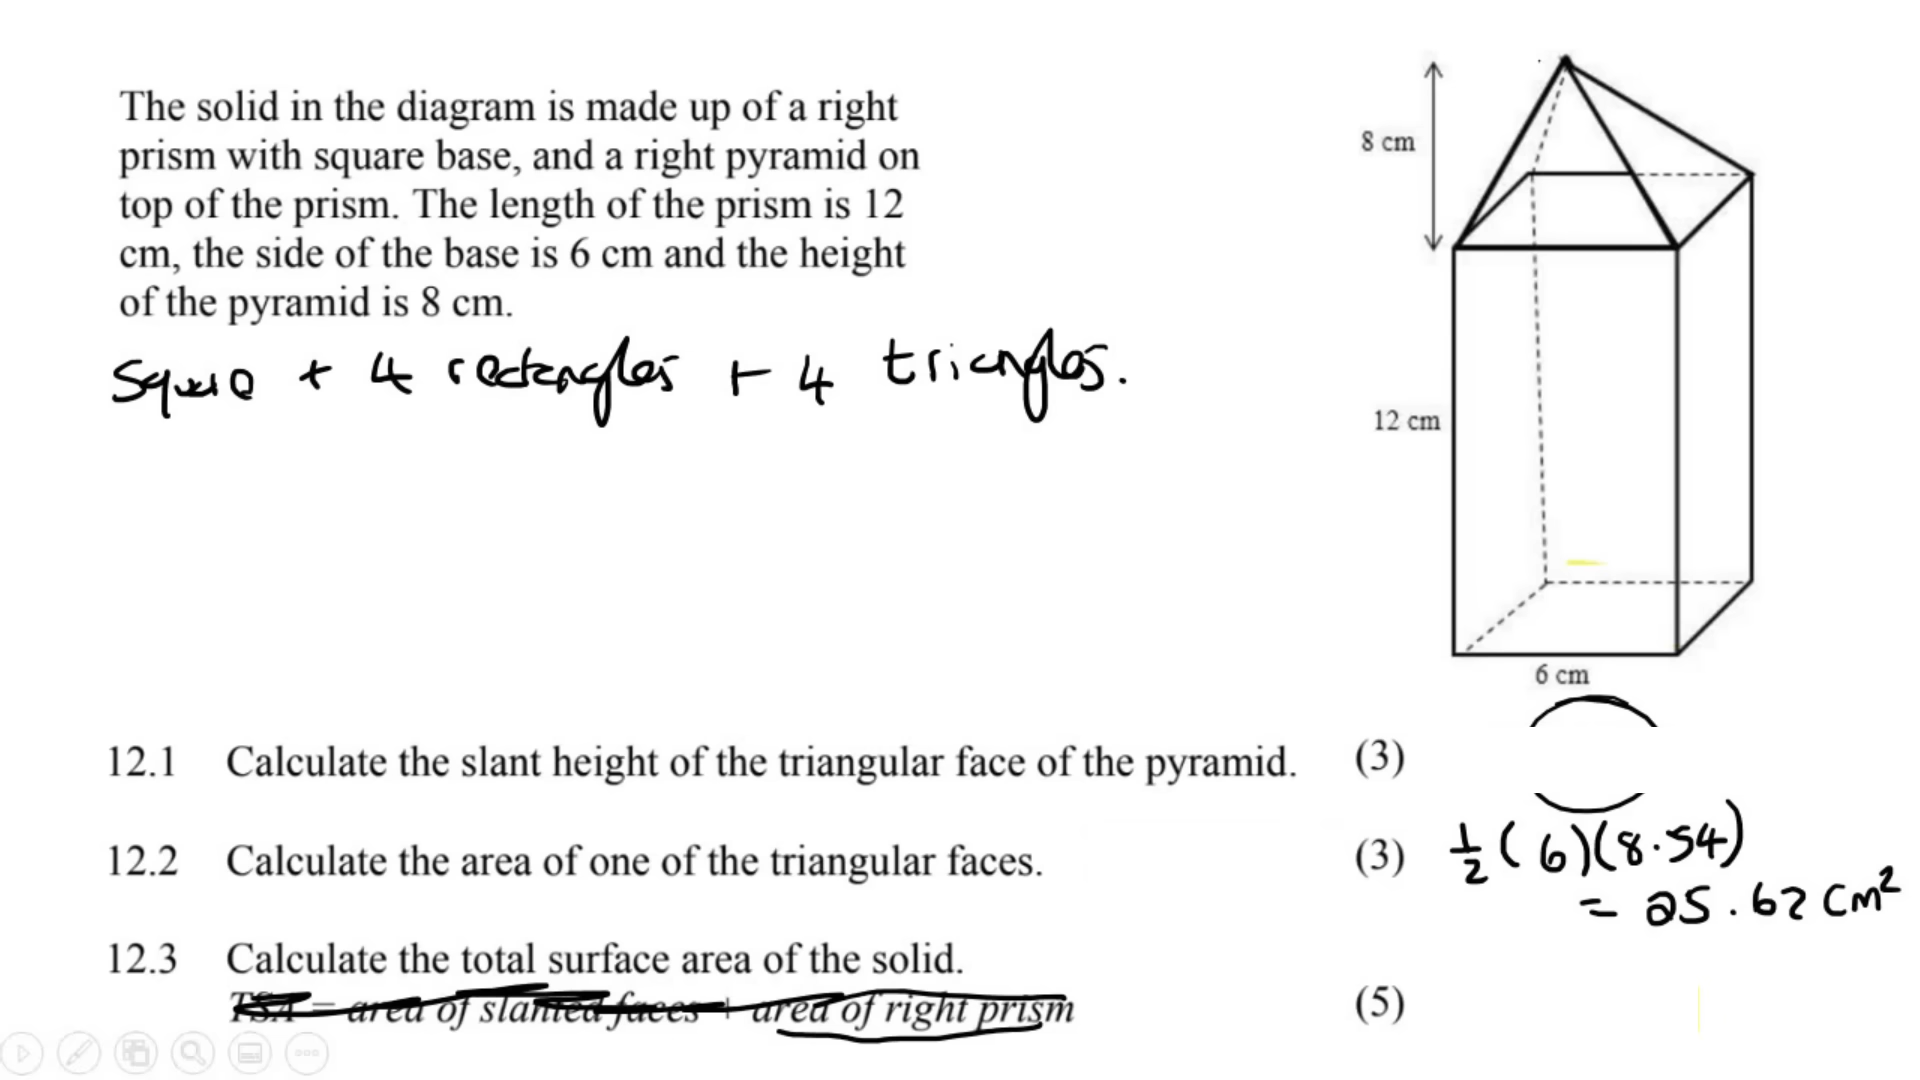 The solid in the diagram is made up of a right
prism with square base, and a right pyramid on
top of the prism. The length of the prism is 12
cm, the side of the base is 6 cm and the height
of the pyramid is 8 cm.
Square + 4 rectangles + 4 triangles.
8 cm
12 cm
6 cm
12.1 Calculate the slant height of the triangular face of the pyramid. (3)
12.2 Calculate the area of one of the triangular faces. (3)
½(6)(8.54)
= 25.62 cm²
12.3 Calculate the total surface area of the solid.
TSA = area of slanted faces + area of right prism (5)